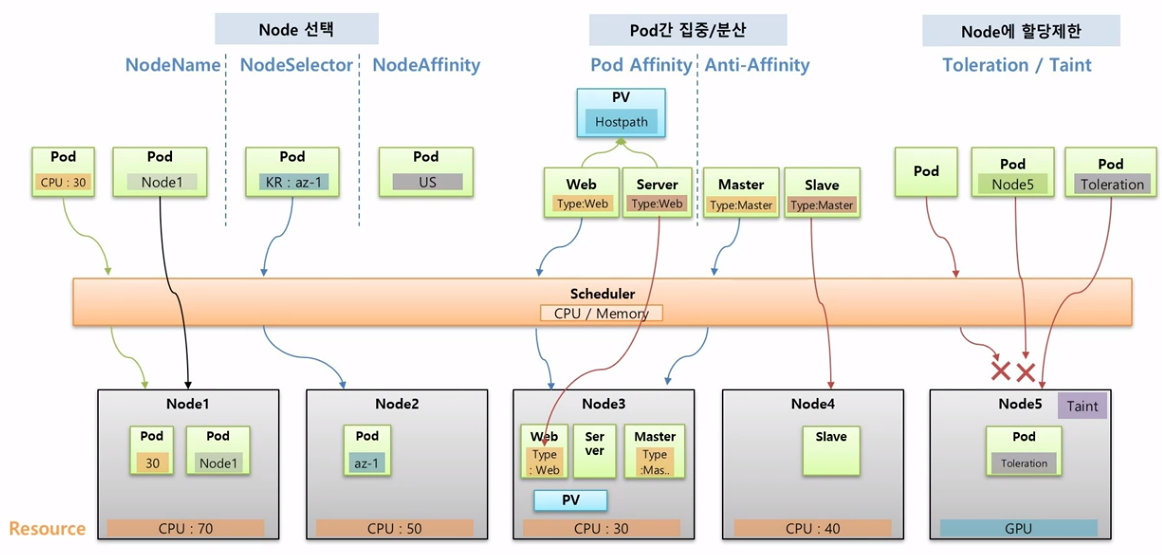 Node 선택
Pod간 집중/분산
Node에 할당제한
NodeName
NodeSelector
NodeAffinity
Pod Affinity
Anti-Affinity
Toleration / Taint
PV
Hostpath
Pod
CPU : 30
Pod
Node1
Pod
KR : az-1
Pod
US
Web
Type:Web
Server
Type:Web
Master
Type:Master
Slave
Type:Master
Pod
Pod
Node5
Pod
Toleration
Scheduler
CPU / Memory
Node1
Pod
30
Pod
Node1
CPU : 70
Node2
Pod
az-1
CPU : 50
Node3
Web
Type
: Web
Ser
ver
Master
Type
:Mas..
PV
CPU : 30
Node4
Slave
CPU : 40
Node5
Taint
Pod
Toleration
GPU
Resource